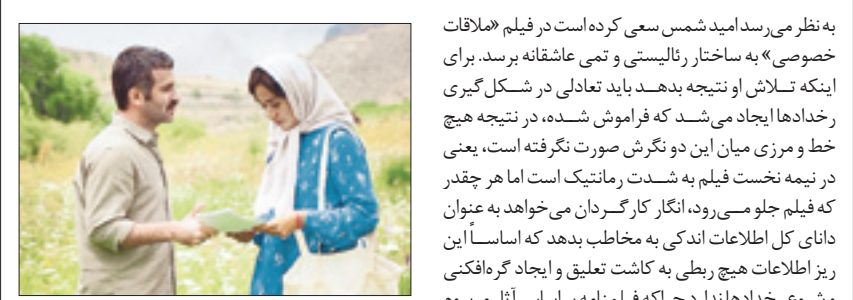 به نظر می‌رسد امید شمس سعی کرده است در فیلم «ملاقات
خصوصی» به ساختار رئالیستی و تمی عاشقانه برسد. برای
اینکه تلاش او نتیجه بدهد باید تعادلی در شکل گیری
رخدادها ایجاد می‌شد که فراموش شده، در نتیجه هیچ
خط و مرزی میان این دو نگرش صورت نگرفته است، یعنی
در نیمه نخست فیلم به شدت رمانتیک است اما هر چقدر
که فیلم جلو می‌رود، انگار کارگردان می‌خواهد به عنوان
دانای کل اطلاعات اندکی به مخاطب بدهد که اساساً این
ریز اطلاعات هیچ ربطی به کاشت تعلیق و ایجاد گره‌افکنی